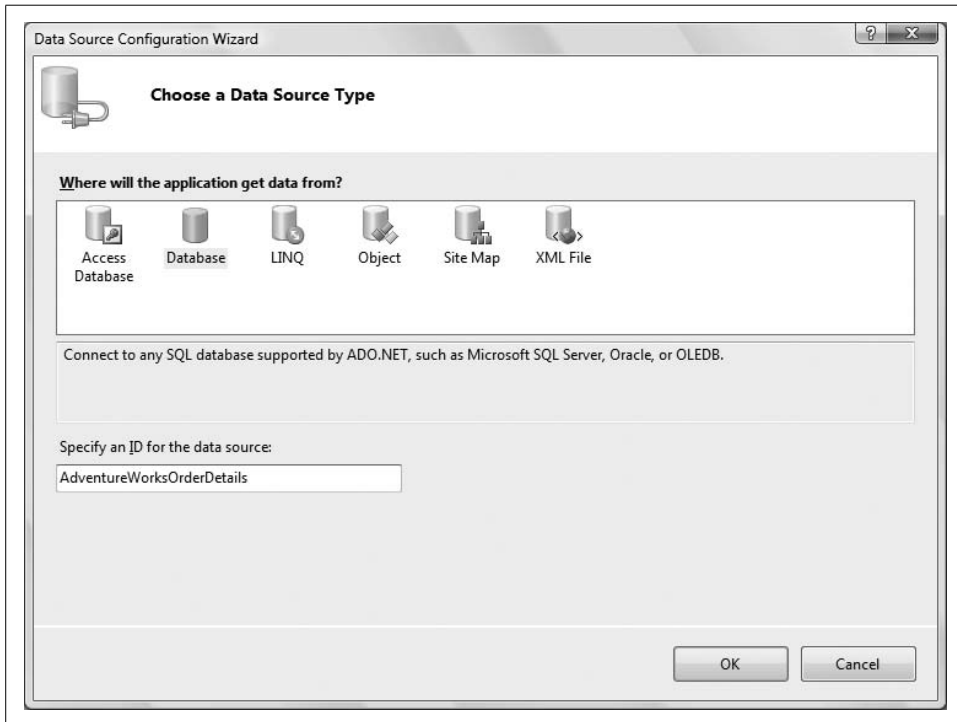 Data Source Configuration Wizard
?
X
Choose a Data Source Type
Where will the application get data from?
Access Database
Database
LINQ
Object
Site Map
XML File
Connect to any SQL database supported by ADO.NET, such as Microsoft SQL Server, Oracle, or OLEDB.
Specify an ID for the data source:
AdventureWorksOrderDetails
OK
Cancel